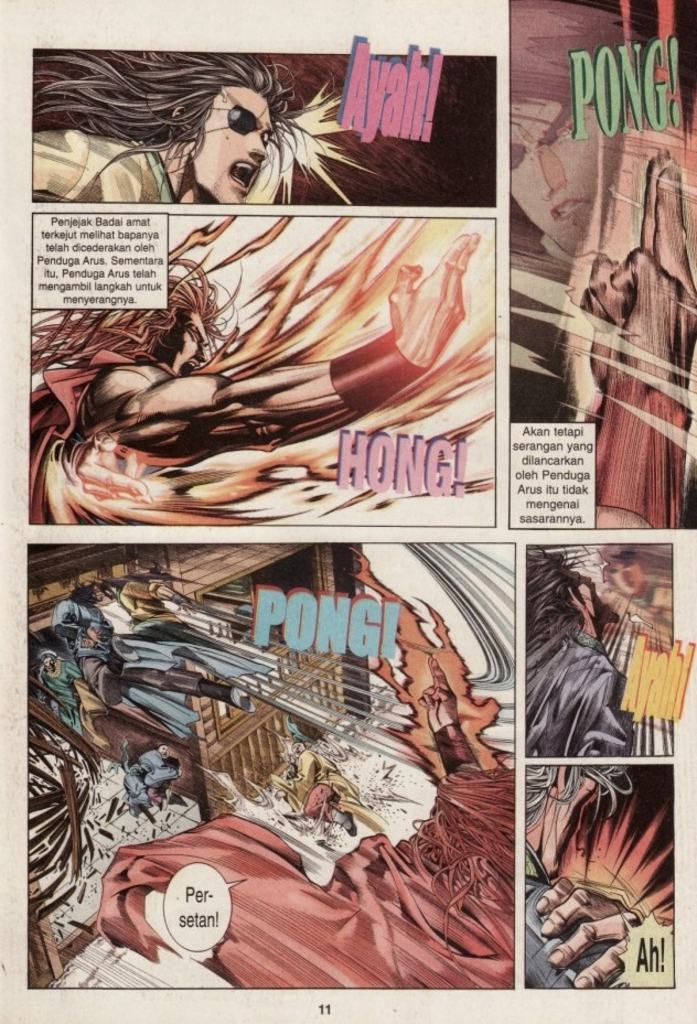 Ayah!
Penjejak Badai amat
terkejut melihat bapanya
telah dicederakan oleh
Penduga Arus. Sementara
itu, Penduga Arus telah
mengambil langkah untuk
menyerangnya.
HONG!
PONG!
Akan tetapi
serangan yang
dilancarkan
oleh Penduga
Arus itu tidak
mengenai
sasarannya.
PONG!
Per-
setan!
Ayah!
Ah!
11